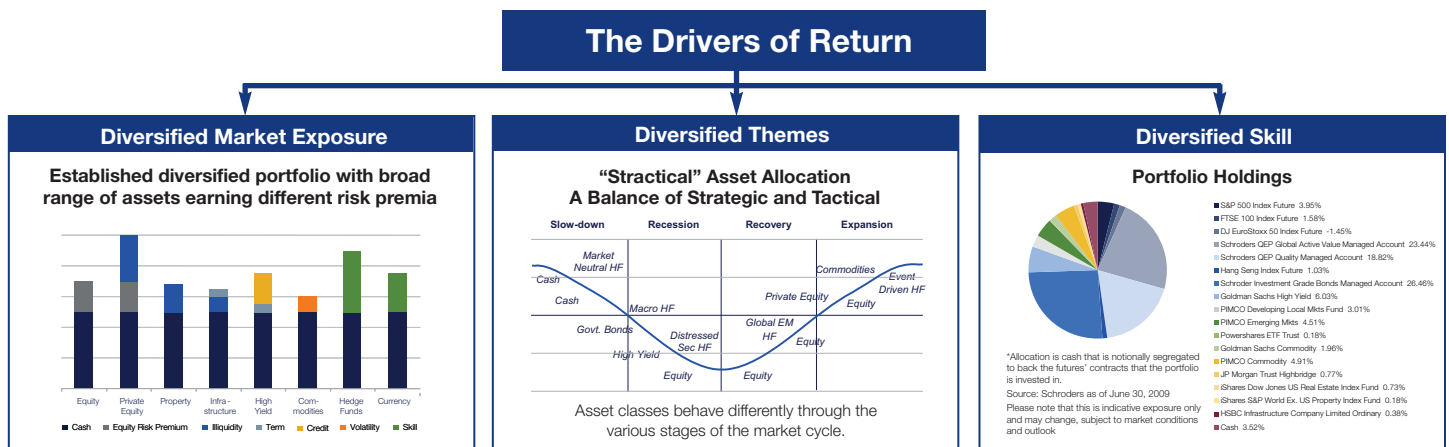 The Drivers of Return
Diversified Market Exposure
Established diversified portfolio with broad
range of assets earning different risk premia
Equity
Private
Equity
Property
Infra-
structure
High
Yield
Com-
modities
Hedge
Funds
Currency
Cash
Equity Risk Premium
Illiquidity
Term
Credit
Volatility
Skill
Diversified Themes
“Stractical” Asset Allocation
A Balance of Strategic and Tactical
Slow-down
Recession
Recovery
Expansion
Market
Neutral HF
Cash
Cash
Macro HF
Govt. Bonds
High Yield
Distressed
Sec HF
Equity
Commodities
Private Equity
Event
Driven HF
Equity
Global EM
HF
Equity
Equity
Asset classes behave differently through the
various stages of the market cycle.
Diversified Skill
Portfolio Holdings
*Allocation is cash that is notionally segregated
to back the futures’ contracts that the portfolio
is invested in.
Source: Schroders as of June 30, 2009
Please note that this is indicative exposure only
and may change, subject to market conditions
and outlook
S&P 500 Index Future 3.95%
FTSE 100 Index Future 1.58%
DJ EuroStoxx 50 Index Future -1.45%
Schroders QEP Global Active Value Managed Account 23.44%
Schroders QEP Quality Managed Account 18.82%
Hang Seng Index Future 1.03%
Schroder Investment Grade Bonds Managed Account 26.46%
Goldman Sachs High Yield 6.03%
PIMCO Developing Local Mkts Fund 3.01%
PIMCO Emerging Mkts 4.51%
Powershares ETF Trust 0.18%
Goldman Sachs Commodity 1.96%
PIMCO Commodity 4.91%
JP Morgan Trust Highbridge 0.77%
iShares Dow Jones US Real Estate Index Fund 0.73%
iShares S&P World Ex. US Property Index Fund 0.18%
HSBC Infrastructure Company Limited Ordinary 0.38%
Cash 3.52%